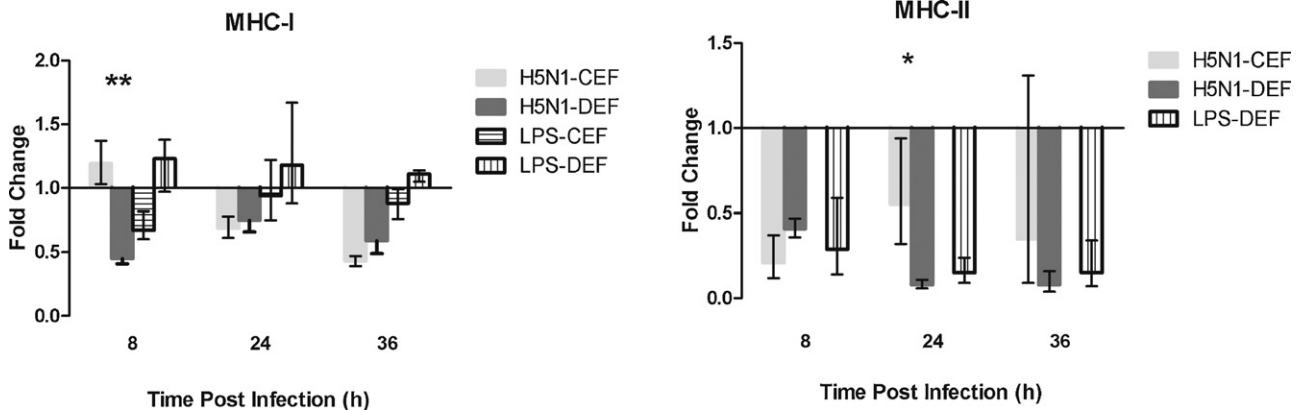 MHC-I
Fold Change
2.0
1.5
1.0
0.5
0.0
**
H5N1-CEF
H5N1-DEF
LPS-CEF
LPS-DEF
8 24 36
Time Post Infection (h)
MHC-II
Fold Change
1.5
1.0
0.5
0.0
*
H5N1-CEF
H5N1-DEF
LPS-DEF
8 24 36
Time Post Infection (h)